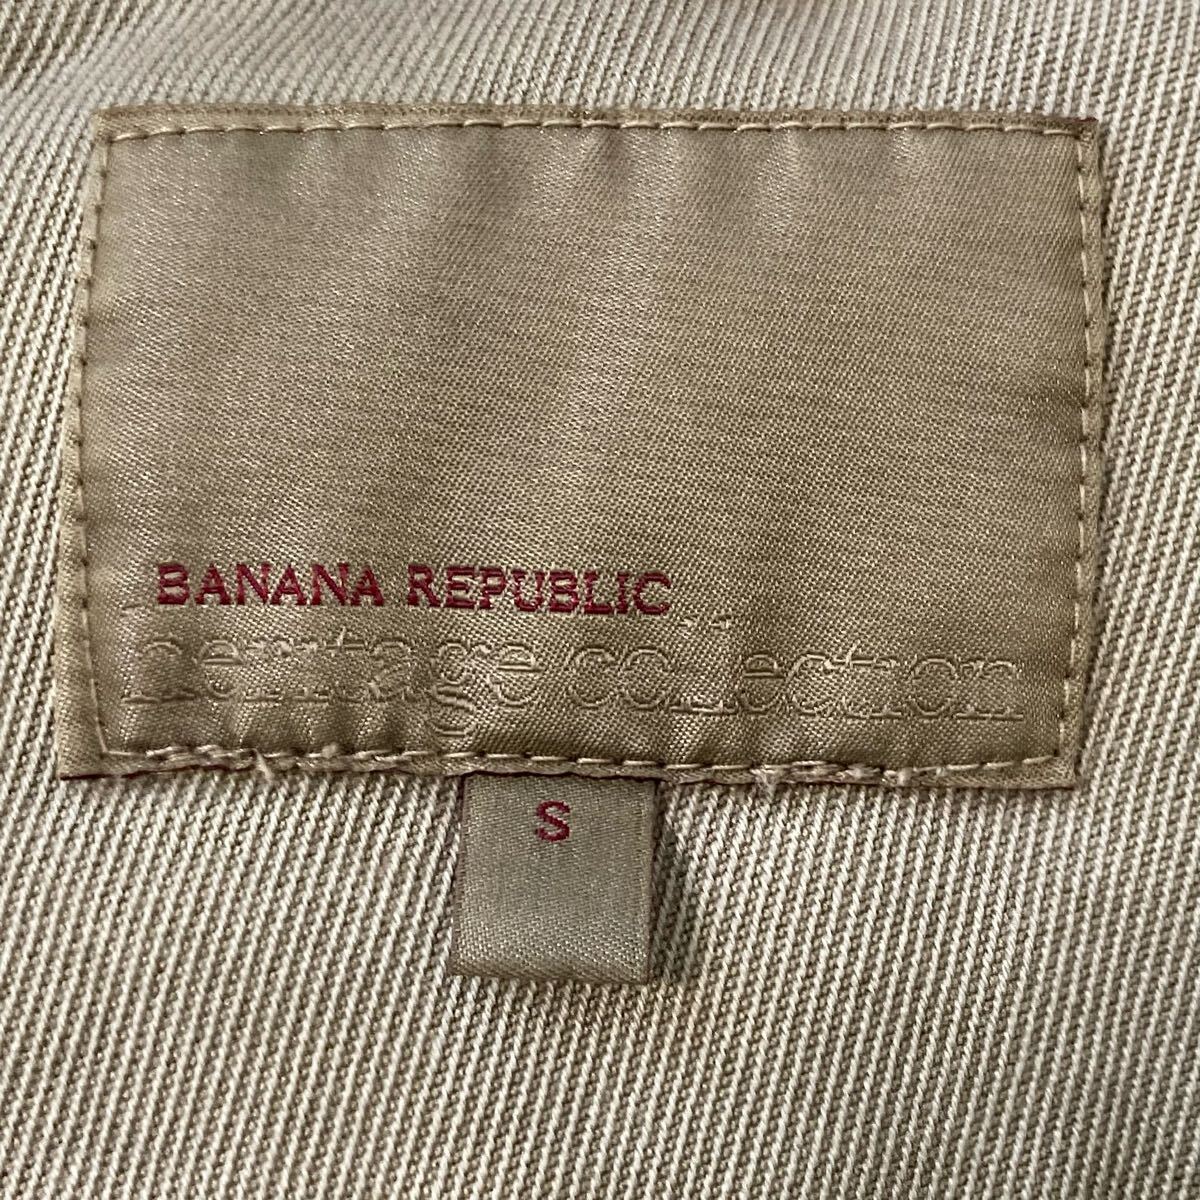 BANANA REPUBLIC
heritage collection
S